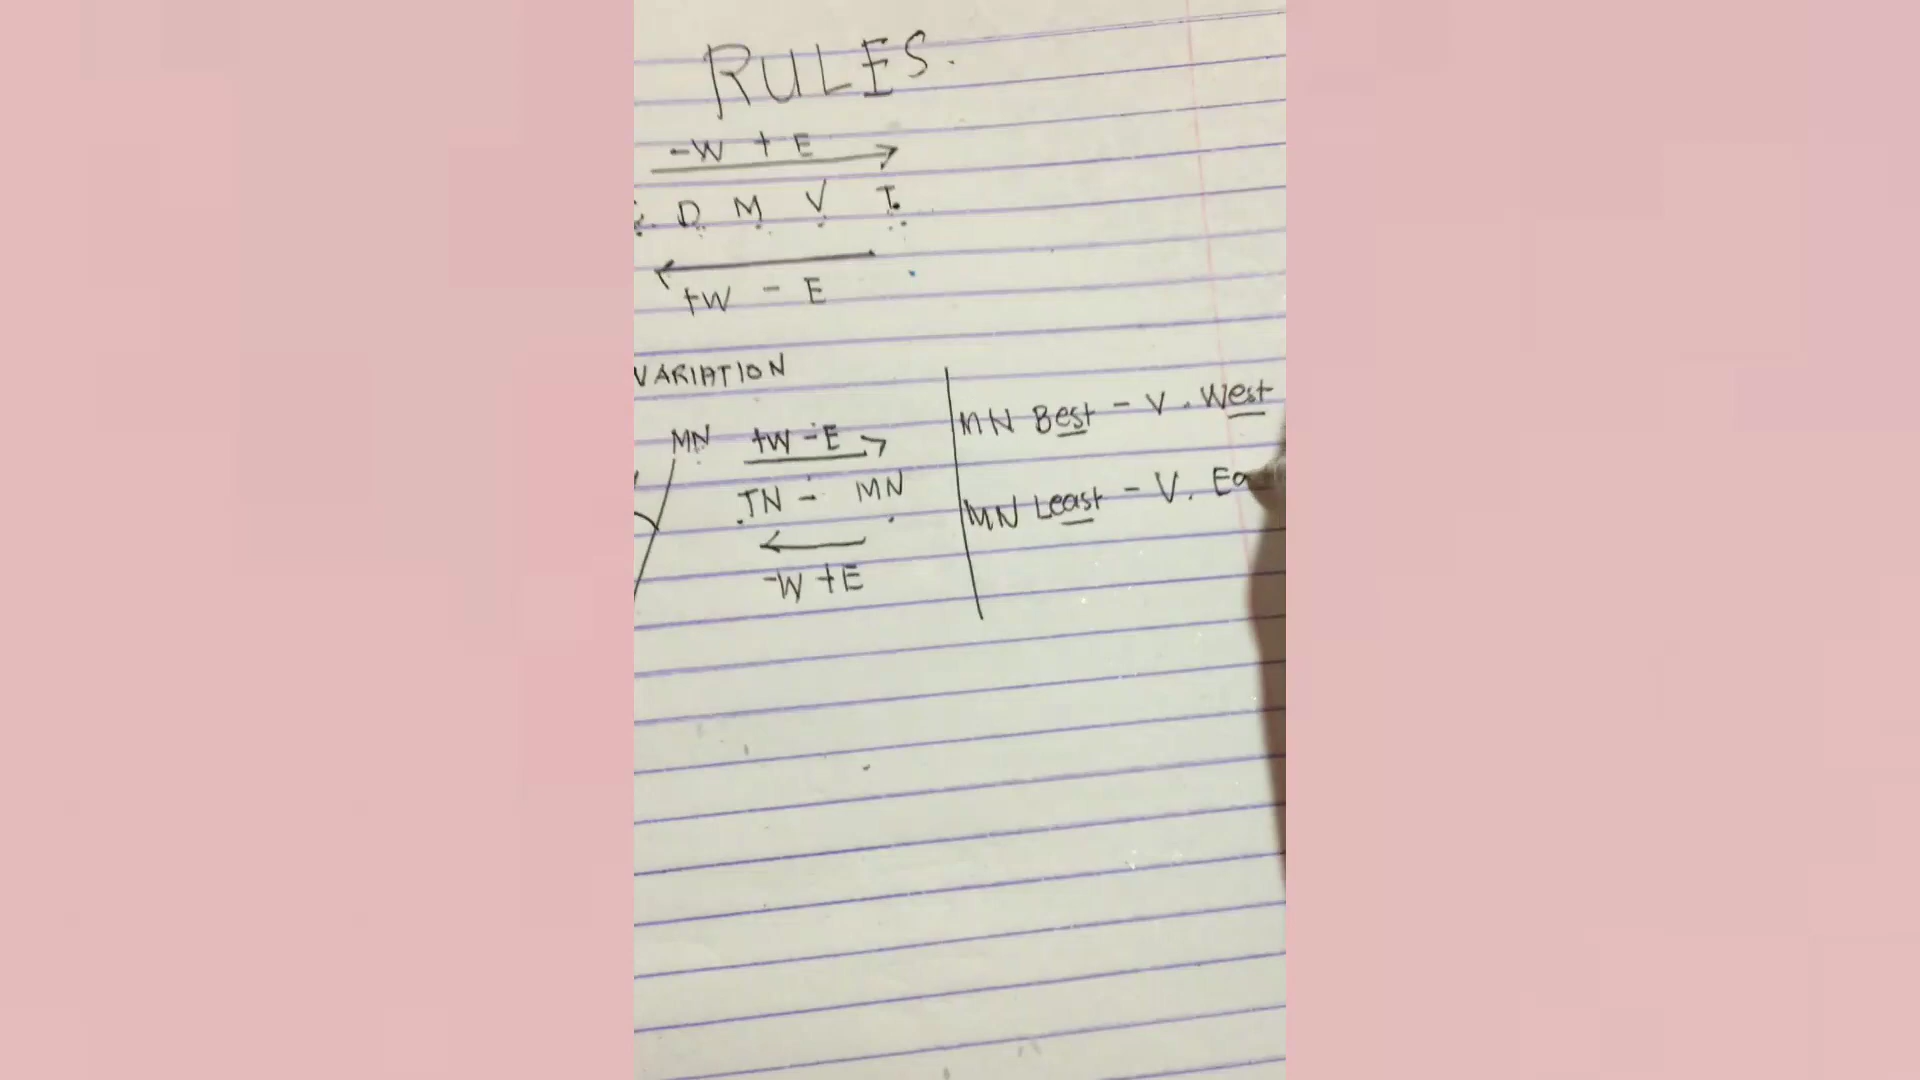 RULES.
-W + E
D M V T
+W - E
VARIATION
MN +W -E
TN - MN
-W +E
MN Best - V. West
MN Least - V.